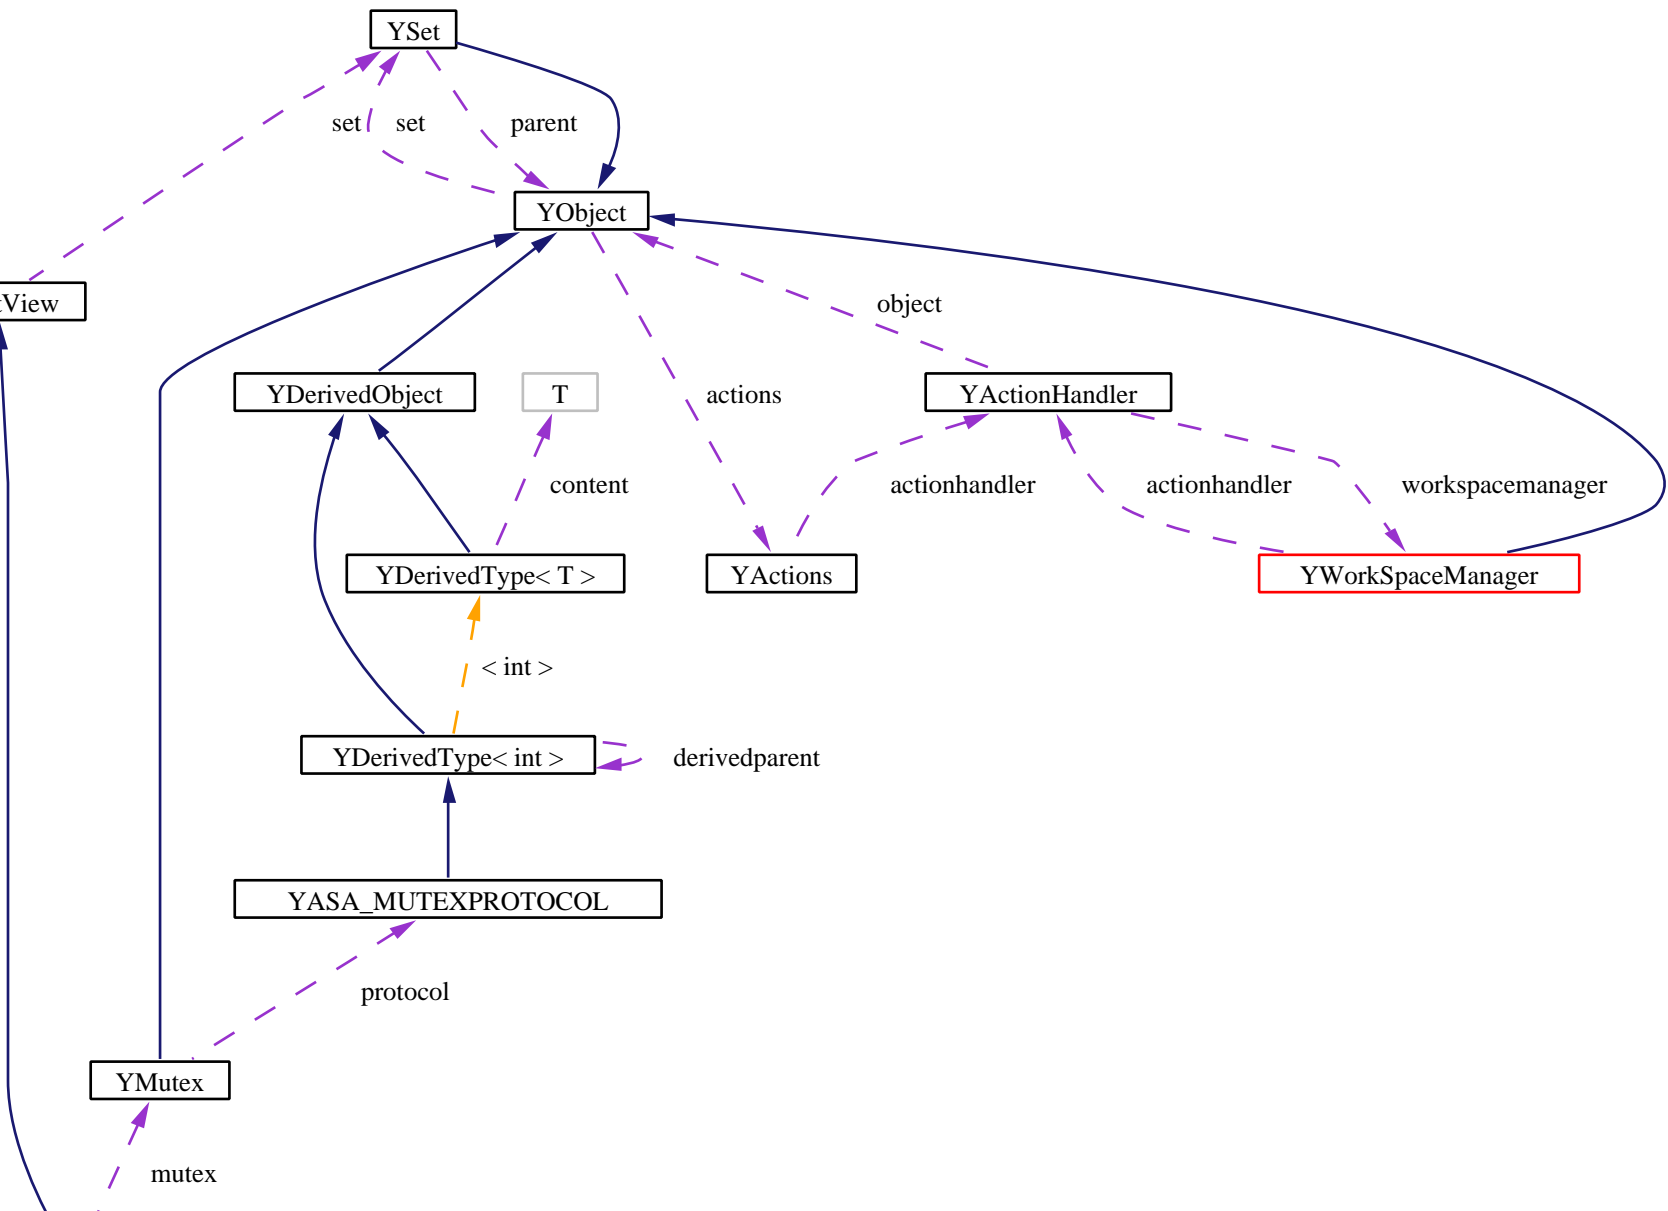 YSet
set
set
parent
YObject
tView
object
YDerivedObject
T
actions
YActionHandler
content
actionhandler
actionhandler
workspacemanager
YDerivedType< T >
YActions
YWorkSpaceManager
< int >
YDerivedType< int >
derivedparent
YASA_MUTEXPROTOCOL
protocol
YMutex
mutex